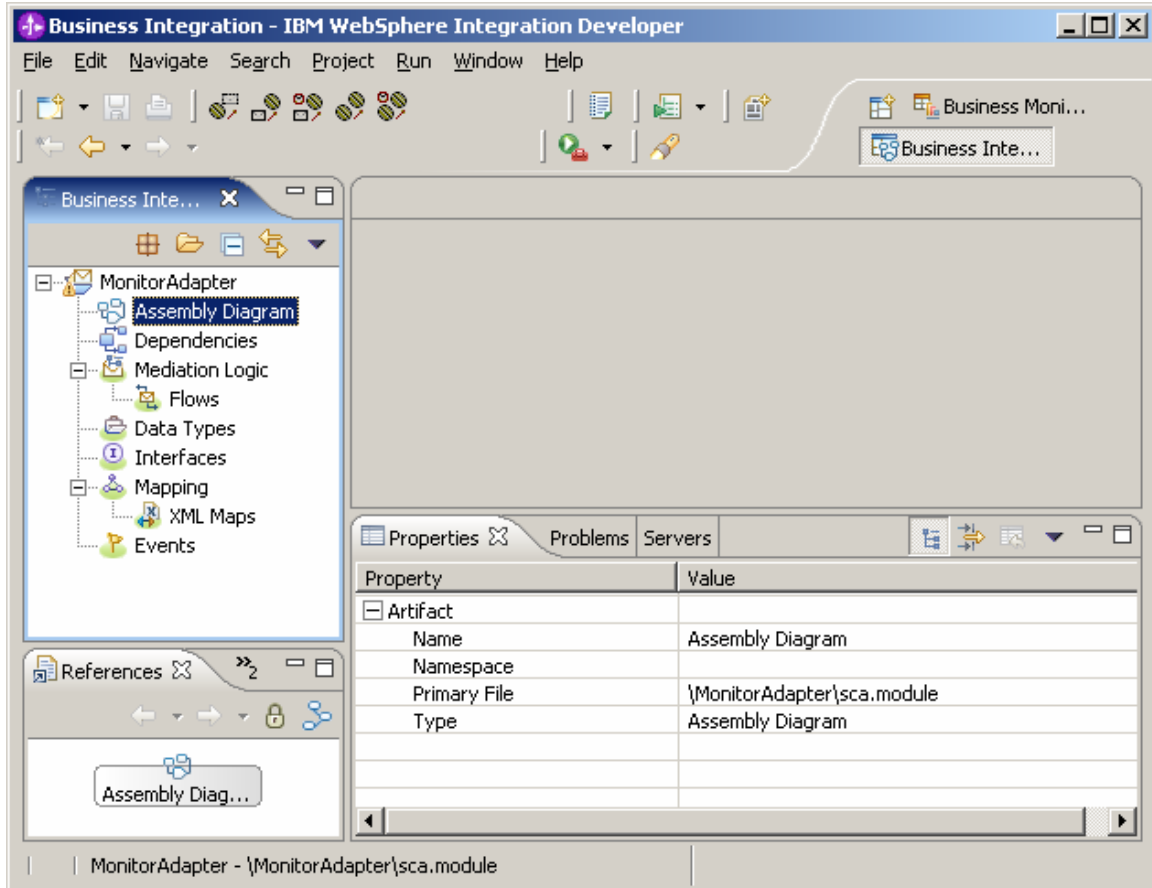 Business Integration - IBM WebSphere Integration Developer
File Edit Navigate Search Project Run Window Help
Business Moni...
Business Inte...
Business Inte...
MonitorAdapter
Assembly Diagram
Dependencies
Mediation Logic
Flows
Data Types
Interfaces
Mapping
XML Maps
Events
Properties Problems Servers
Property Value
Artifact
Name Assembly Diagram
Namespace
Primary File \MonitorAdapter\sca.module
Type Assembly Diagram
References »2
Assembly Diag...
MonitorAdapter - \MonitorAdapter\sca.module